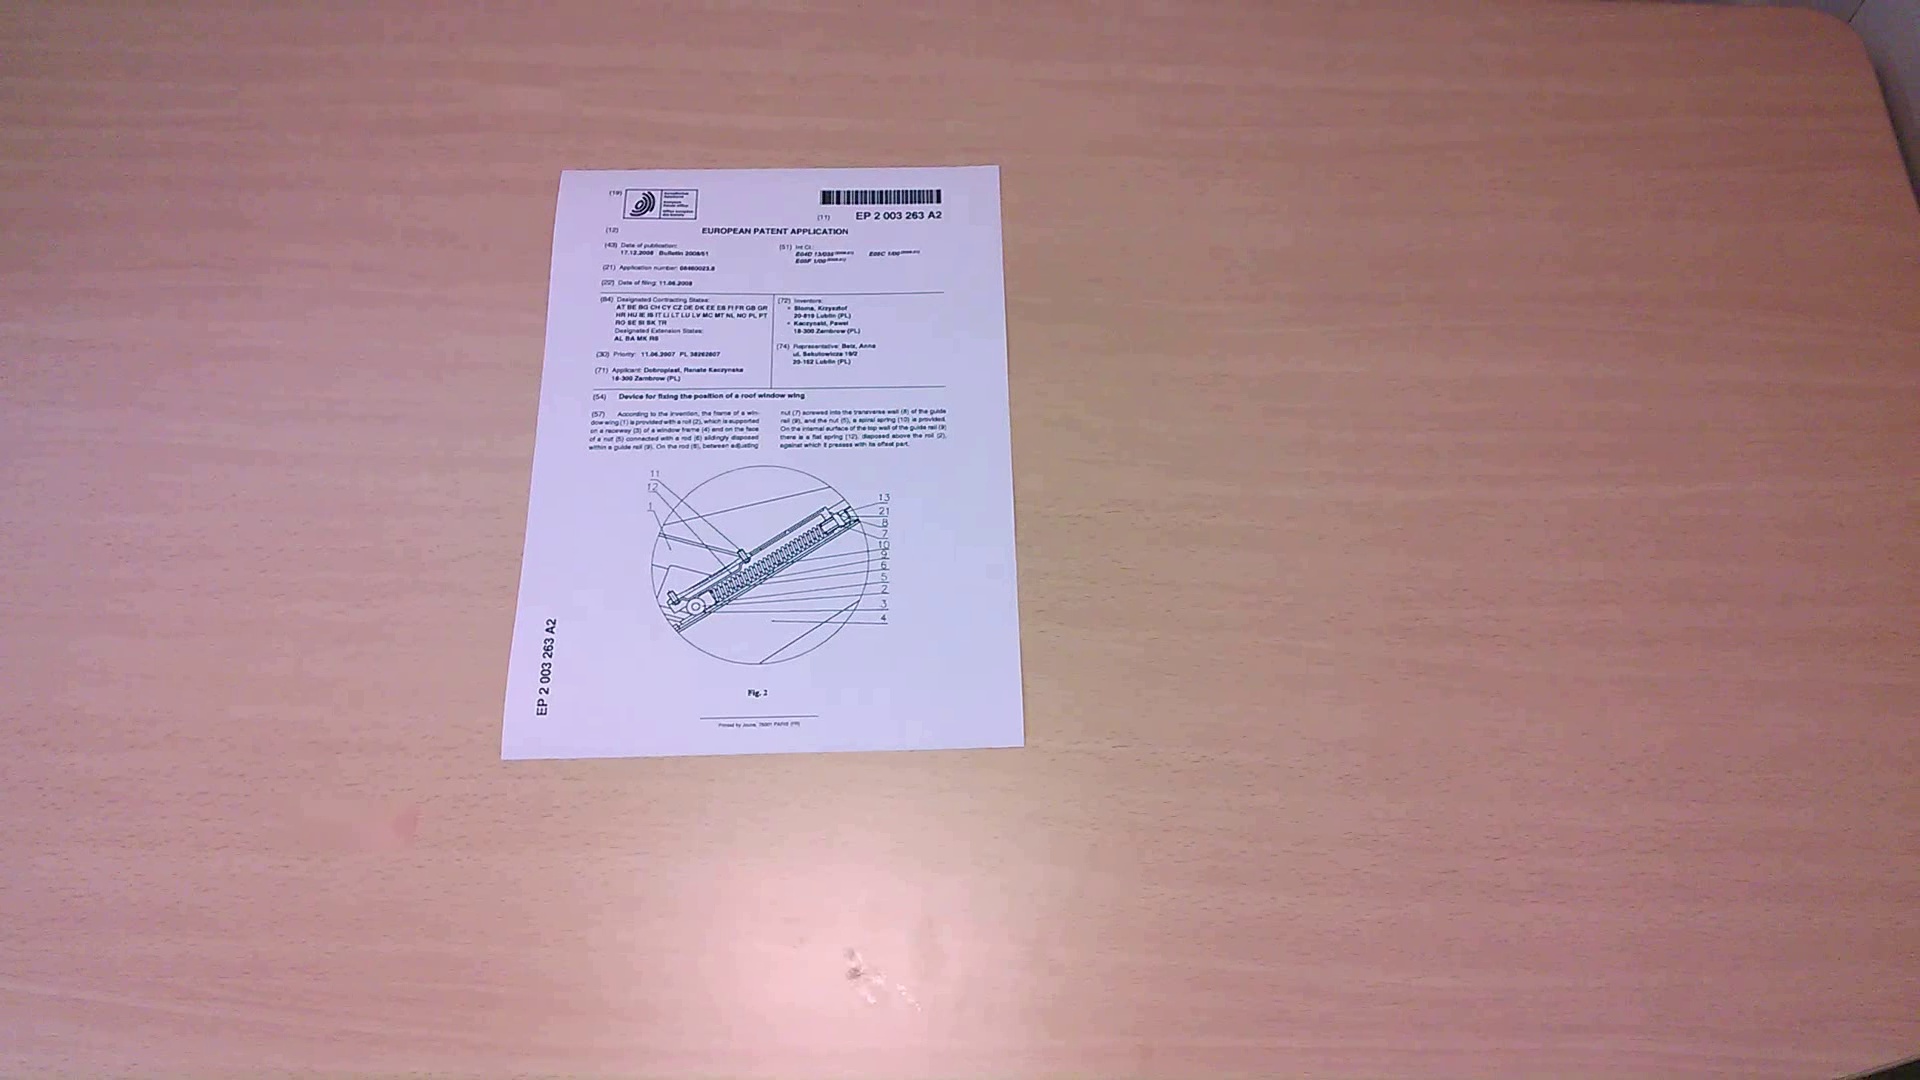 (19)
Europäisches Patentamt
European Patent Office
Office européen des brevets
(11) EP 2 003 263 A2
(12) EUROPEAN PATENT APPLICATION
(43) Date of publication:
17.12.2008 Bulletin 2008/51
(21) Application number: 08460023.8
(22) Date of filing: 11.06.2008
(51) Int Cl.:
E04D 13/035 E05C 1/00
E05F 1/00
(84) Designated Contracting States:
AT BE BG CH CY CZ DE DK EE ES FI FR GB GR
HR HU IE IS IT LI LT LU LV MC MT NL NO PL PT
RO SE SI SK TR
Designated Extension States:
AL BA MK RS
(30) Priority: 11.06.2007 PL 38262607
(71) Applicant: Dobroplast, Renata Kaczynska
18-300 Zambrow (PL)
(72) Inventors:
• Sloma, Krzysztof
20-819 Lublin (PL)
• Kaczynski, Pawel
18-300 Zambrow (PL)
(74) Representative: Belz, Anna
ul. Sekutowicza 19/2
20-152 Lublin (PL)
(54) Device for fixing the position of a roof window wing
(57) According to the invention, the frame of a win-
dow wing (1) is provided with a roll (2), which is supported
on a raceway (3) of a window frame (4) and on the face
of a nut (5) connected with a rod (6) slidingly disposed
within a guide rail (9). On the rod (6), between adjusting
nut (7) screwed into the transverse wall (8) of the guide
rail (9), and the nut (5), a spiral spring (10) is provided.
On the internal surface of the top wall of the guide rail (9)
there is a flat spring (12), disposed above the roll (2),
against which it presses with its offset part.
11
12
1
13
21
8
7
10
9
6
5
2
3
4
Fig. 2
Printed by Jouve, 75001 PARIS (FR)
EP 2 003 263 A2